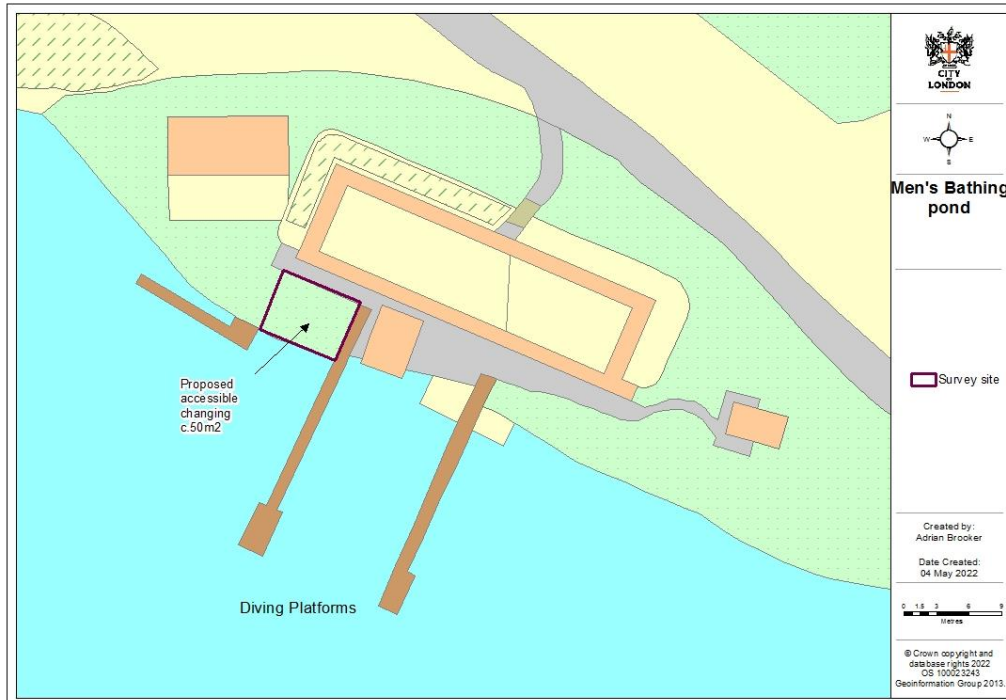 Proposed
accessible
changing
c.50m2
Diving Platforms
CITY
OF
LONDON
N
W E
S
Men's Bathing
pond
Survey site
Created by:
Adrian Brooker
Date Created:
04 May 2022
0 1.5 3 6 9
Metres
© Crown copyright and
database rights 2022
OS 100023243
Geoinformation Group 2013.